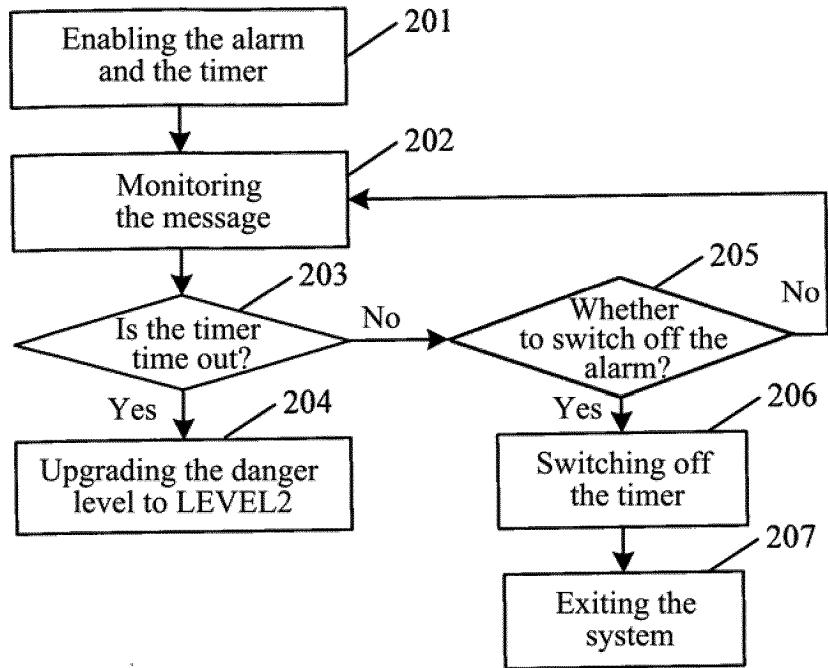 Enabling the alarm
and the timer
201
Monitoring
the message
202
Is the timer
time out?
203
No
Yes
Whether
to switch off the
alarm?
205
No
Yes
Upgrading the danger
level to LEVEL2
204
Switching off
the timer
206
Exiting the
system
207